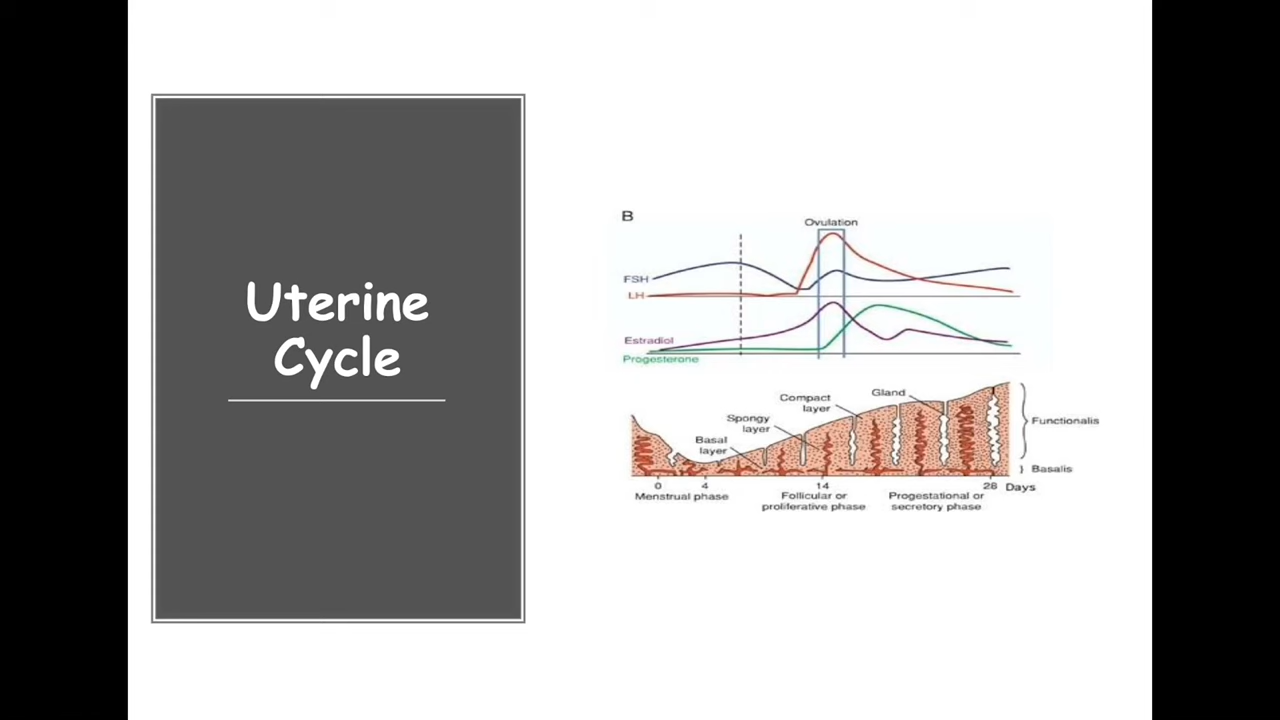 Uterine
Cycle
B
Ovulation
FSH
LH
Estradiol
Progesterone
Gland
Compact
layer
Spongy
layer
Basal
layer
Functionalis
Basalis
0 4 14 28 Days
Menstrual phase
Follicular or
proliferative phase
Progestational or
secretory phase